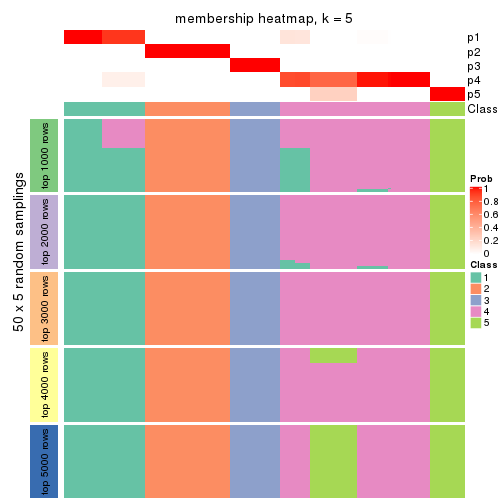 membership heatmap, k = 5
p1
p2
p3
p4
p5
Class
50 x 5 random samplings
top 1000 rows
top 2000 rows
top 3000 rows
top 4000 rows
top 5000 rows
Prob
1
0.8
0.6
0.4
0.2
0
Class
1
2
3
4
5